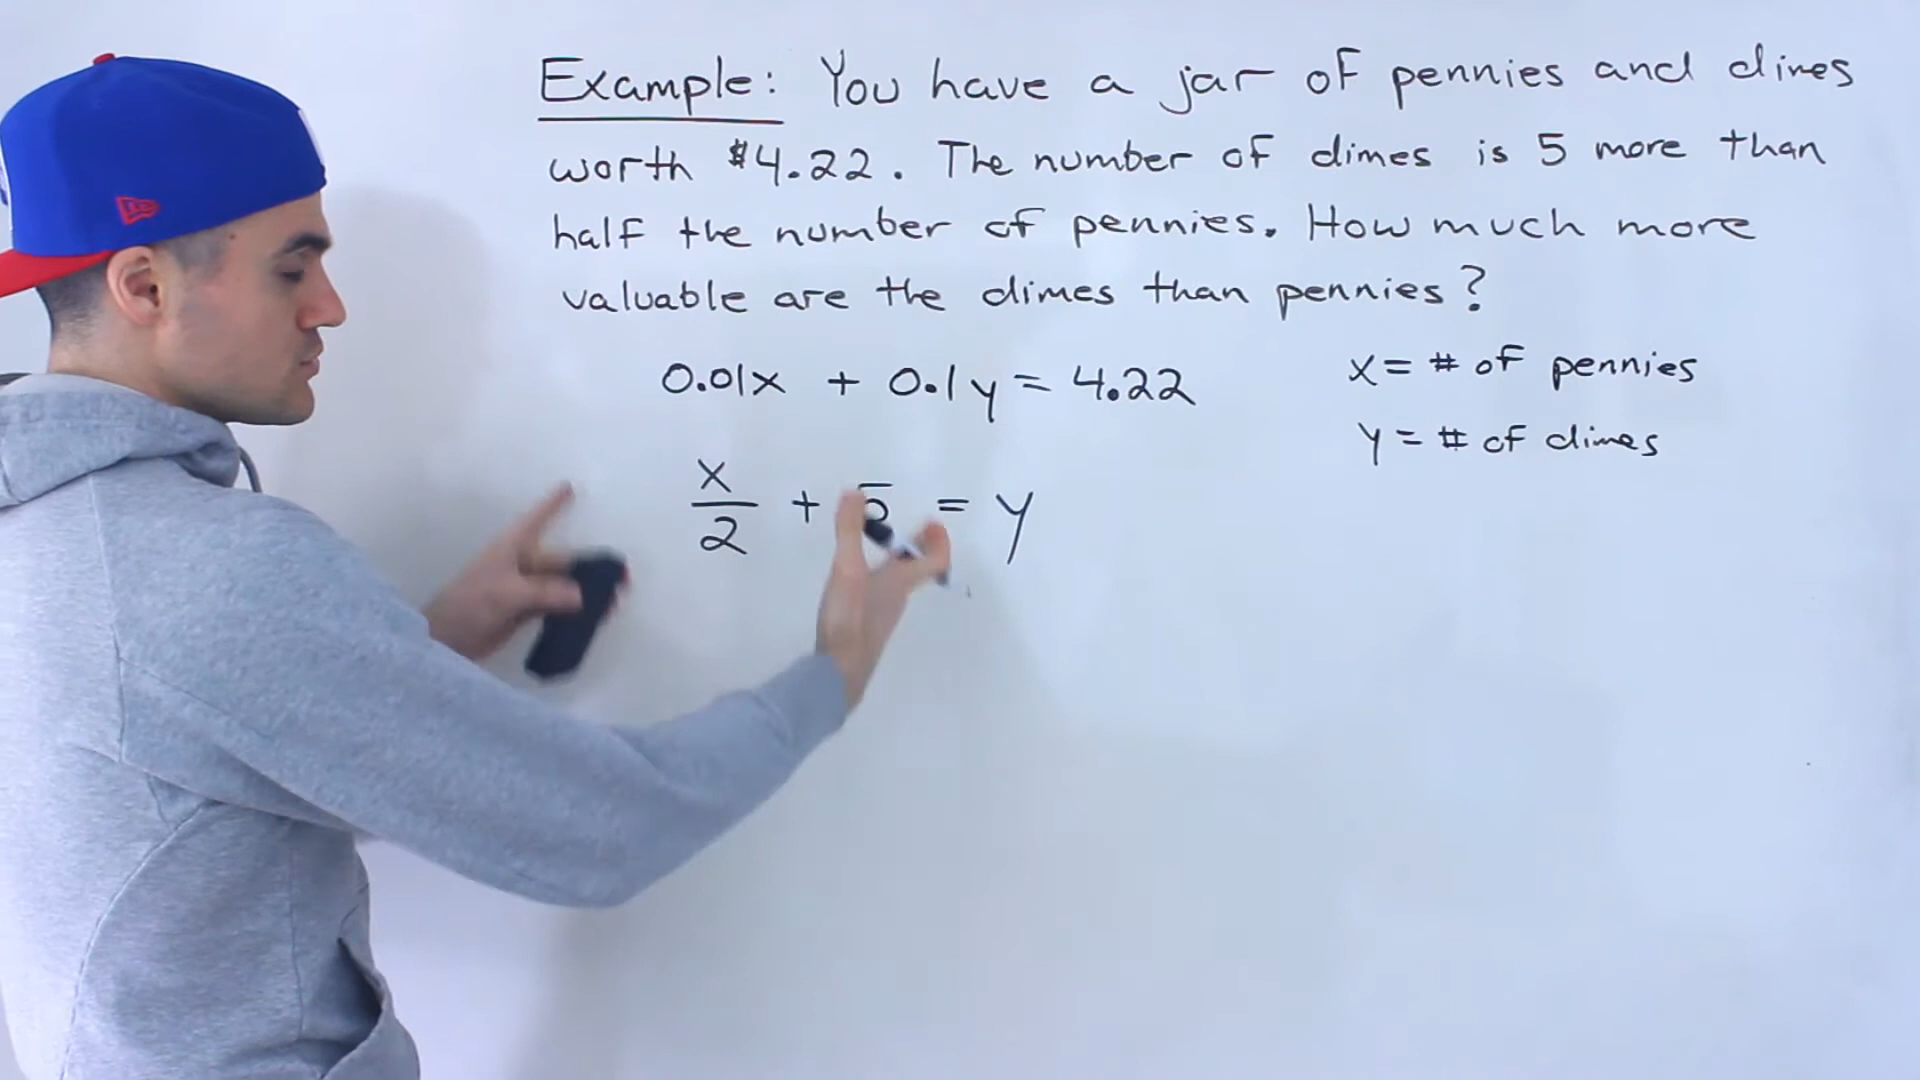 Example: You have a jar of pennies and dimes
worth $4.22. The number of dimes is 5 more than
half the number of pennies. How much more
valuable are the dimes than pennies?
0.01x + 0.1y = 4.22
x = # of pennies
y = # of dimes
x/2 + 5 = y